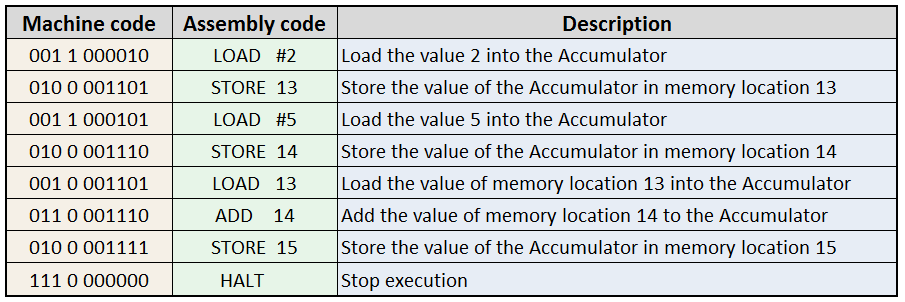 Machine code Assembly code Description
001 1 000010 LOAD #2 Load the value 2 into the Accumulator
010 0 001101 STORE 13 Store the value of the Accumulator in memory location 13
001 1 000101 LOAD #5 Load the value 5 into the Accumulator
010 0 001110 STORE 14 Store the value of the Accumulator in memory location 14
001 0 001101 LOAD 13 Load the value of memory location 13 into the Accumulator
011 0 001110 ADD 14 Add the value of memory location 14 to the Accumulator
010 0 001111 STORE 15 Store the value of the Accumulator in memory location 15
111 0 000000 HALT Stop execution